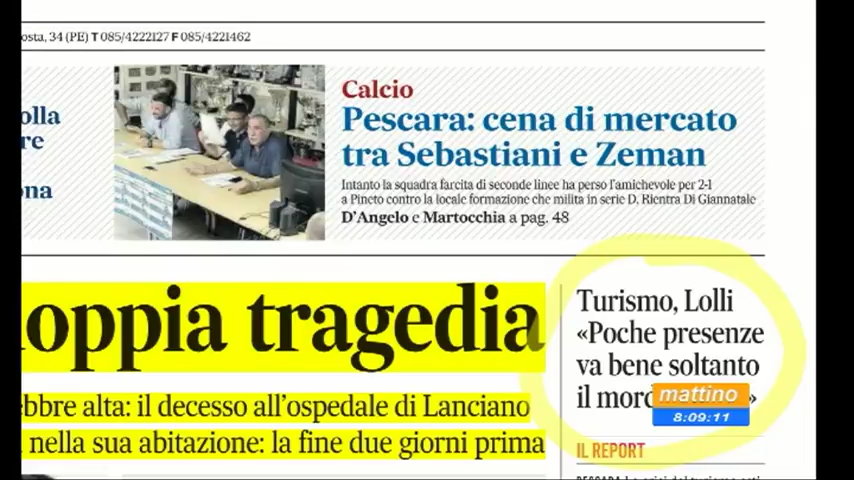 osta, 34 (PE) T 085/4222127 F 085/4221462
olla
re
ona
Calcio
Pescara: cena di mercato
tra Sebastiani e Zeman
Intanto la squadra farcita di seconde linee ha perso l'amichevole per 2-1
a Pineto contro la locale formazione che milita in serie D. Rientra Di Giannatale
D'Angelo e Martocchia a pag. 48
oppia tragedia
ebbre alta: il decesso all'ospedale di Lanciano
nella sua abitazione: la fine due giorni prima
Turismo, Lolli
«Poche presenze
va bene soltanto
il mor
»
mattino
8:09:11
IL REPORT